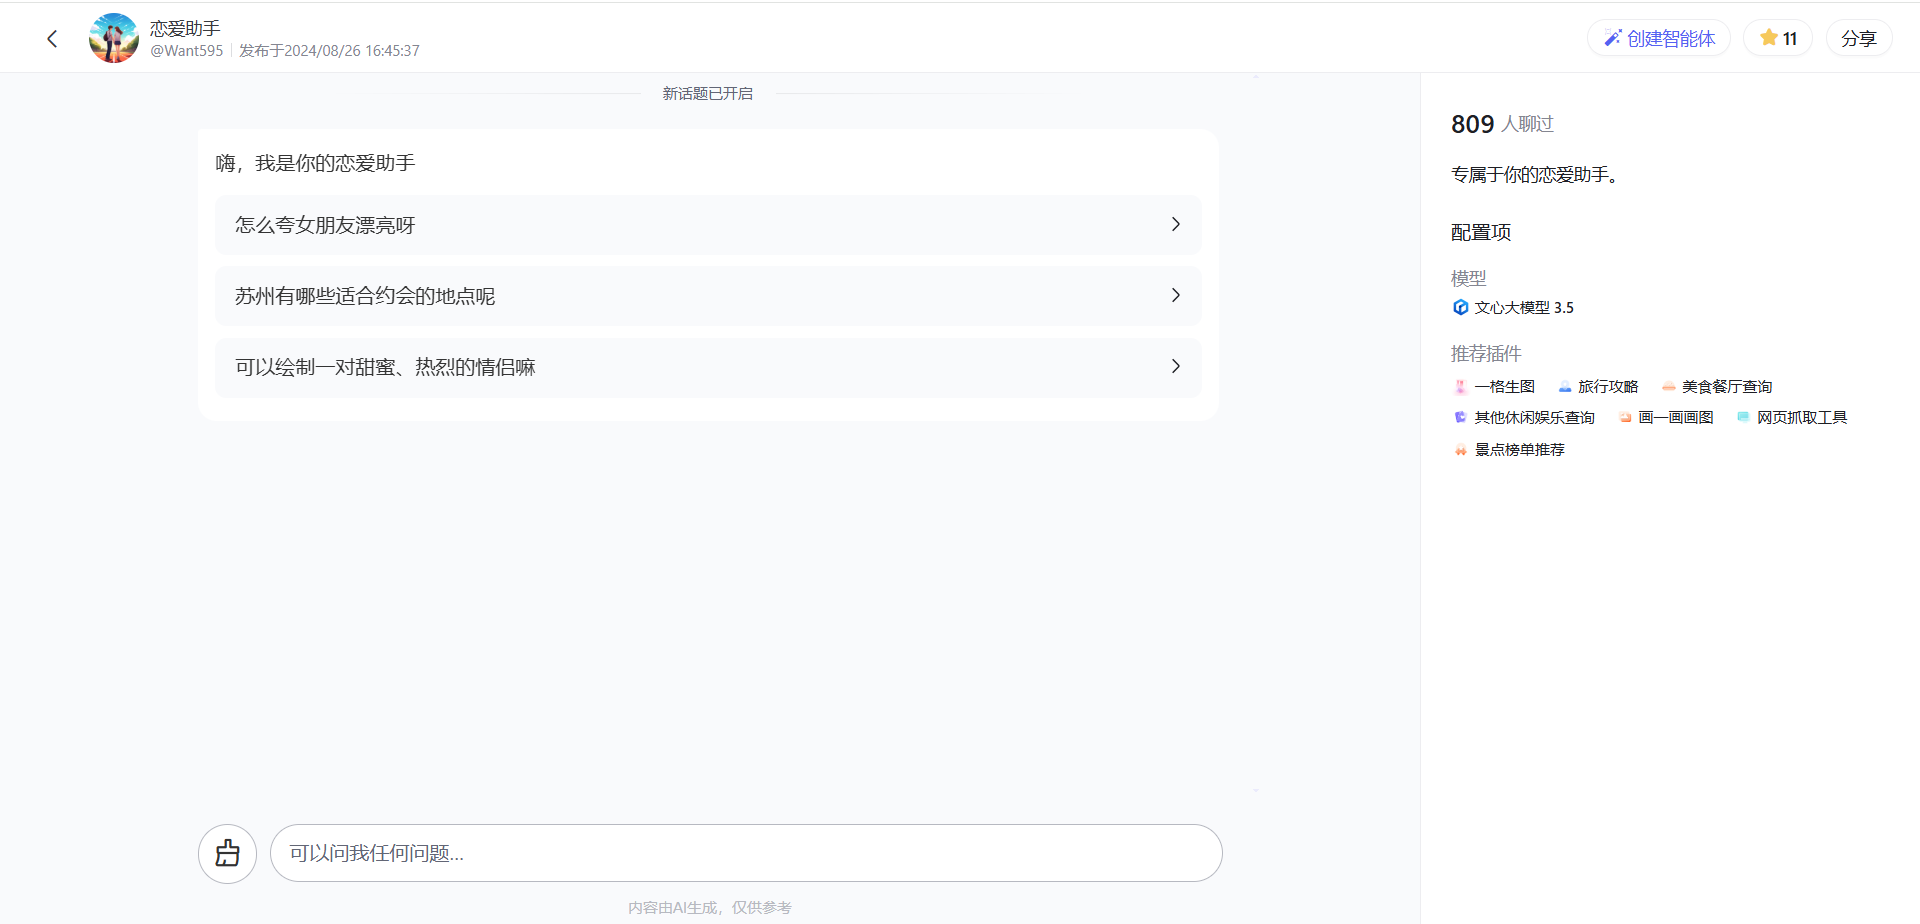 恋爱助手
@Want595 发布于2024/08/26 16:45:37
创建智能体
11
分享
新话题已开启
嗨，我是你的恋爱助手
怎么夸女朋友漂亮呀
苏州有哪些适合约会的地点呢
可以绘制一对甜蜜、热烈的情侣嘛
可以问我任何问题...
内容由AI生成，仅供参考
809 人聊过
专属于你的恋爱助手。
配置项
模型
文心大模型 3.5
推荐插件
一格生图 旅行攻略 美食餐厅查询
其他休闲娱乐查询 画一画画图 网页抓取工具
景点榜单推荐